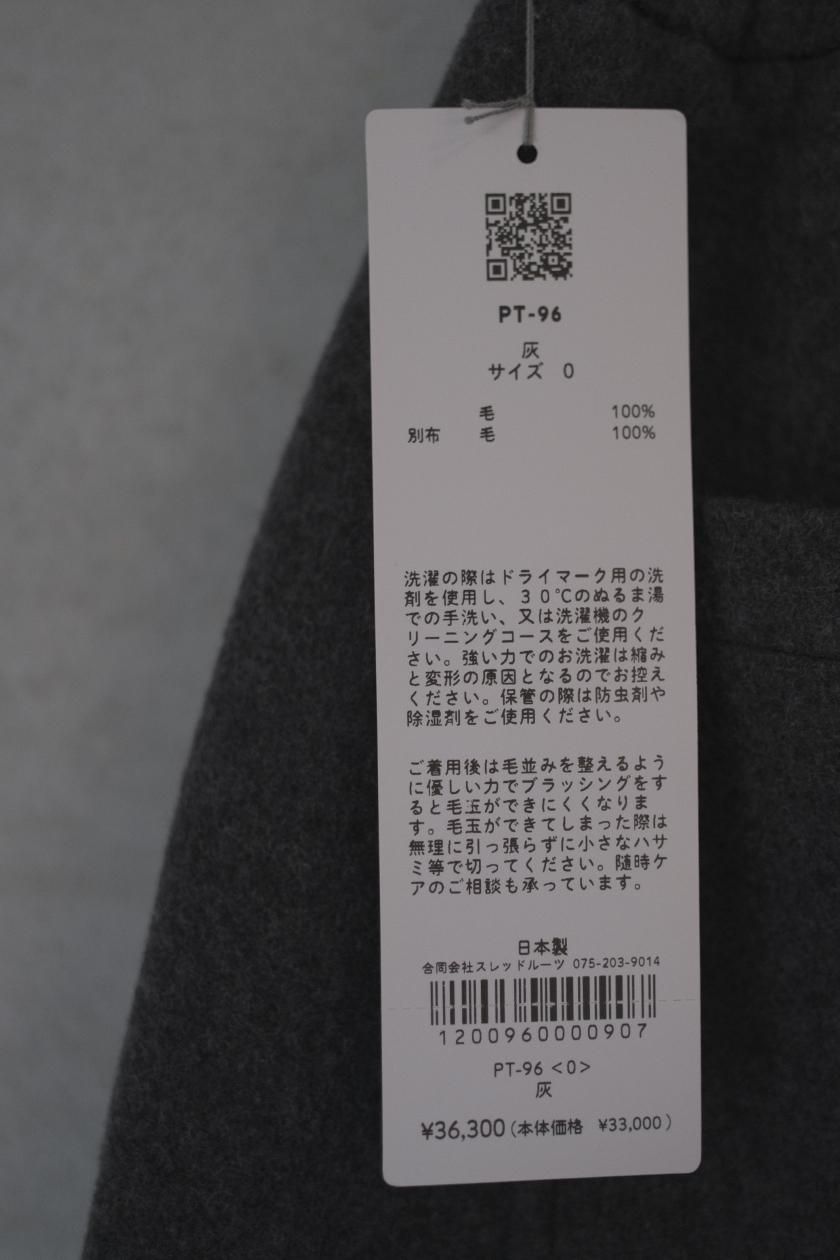 PT-96
灰
サイズ 0
毛 100%
別布 毛 100%
洗濯の際はドライマーク用の洗
剤を使用し、３０℃のぬるま湯
での手洗い、又は洗濯機のク
リーニングコースをご使用くだ
さい。強い力でのお洗濯は縮み
と変形の原因となるのでお控え
ください。保管の際は防虫剤や
除湿剤をご使用ください。
ご着用後は毛並みを整えるよう
に優しい力でブラッシングをす
ると毛玉ができにくくなりま
す。毛玉ができてしまった際は
無理に引っ張らずに小さなハサ
ミ等で切ってください。随時ケ
アのご相談も承っています。
日本製
合同会社スレッドルーツ 075-203-9014
1200960000907
PT-96 <0>
灰
¥36,300(本体価格 ¥33,000)